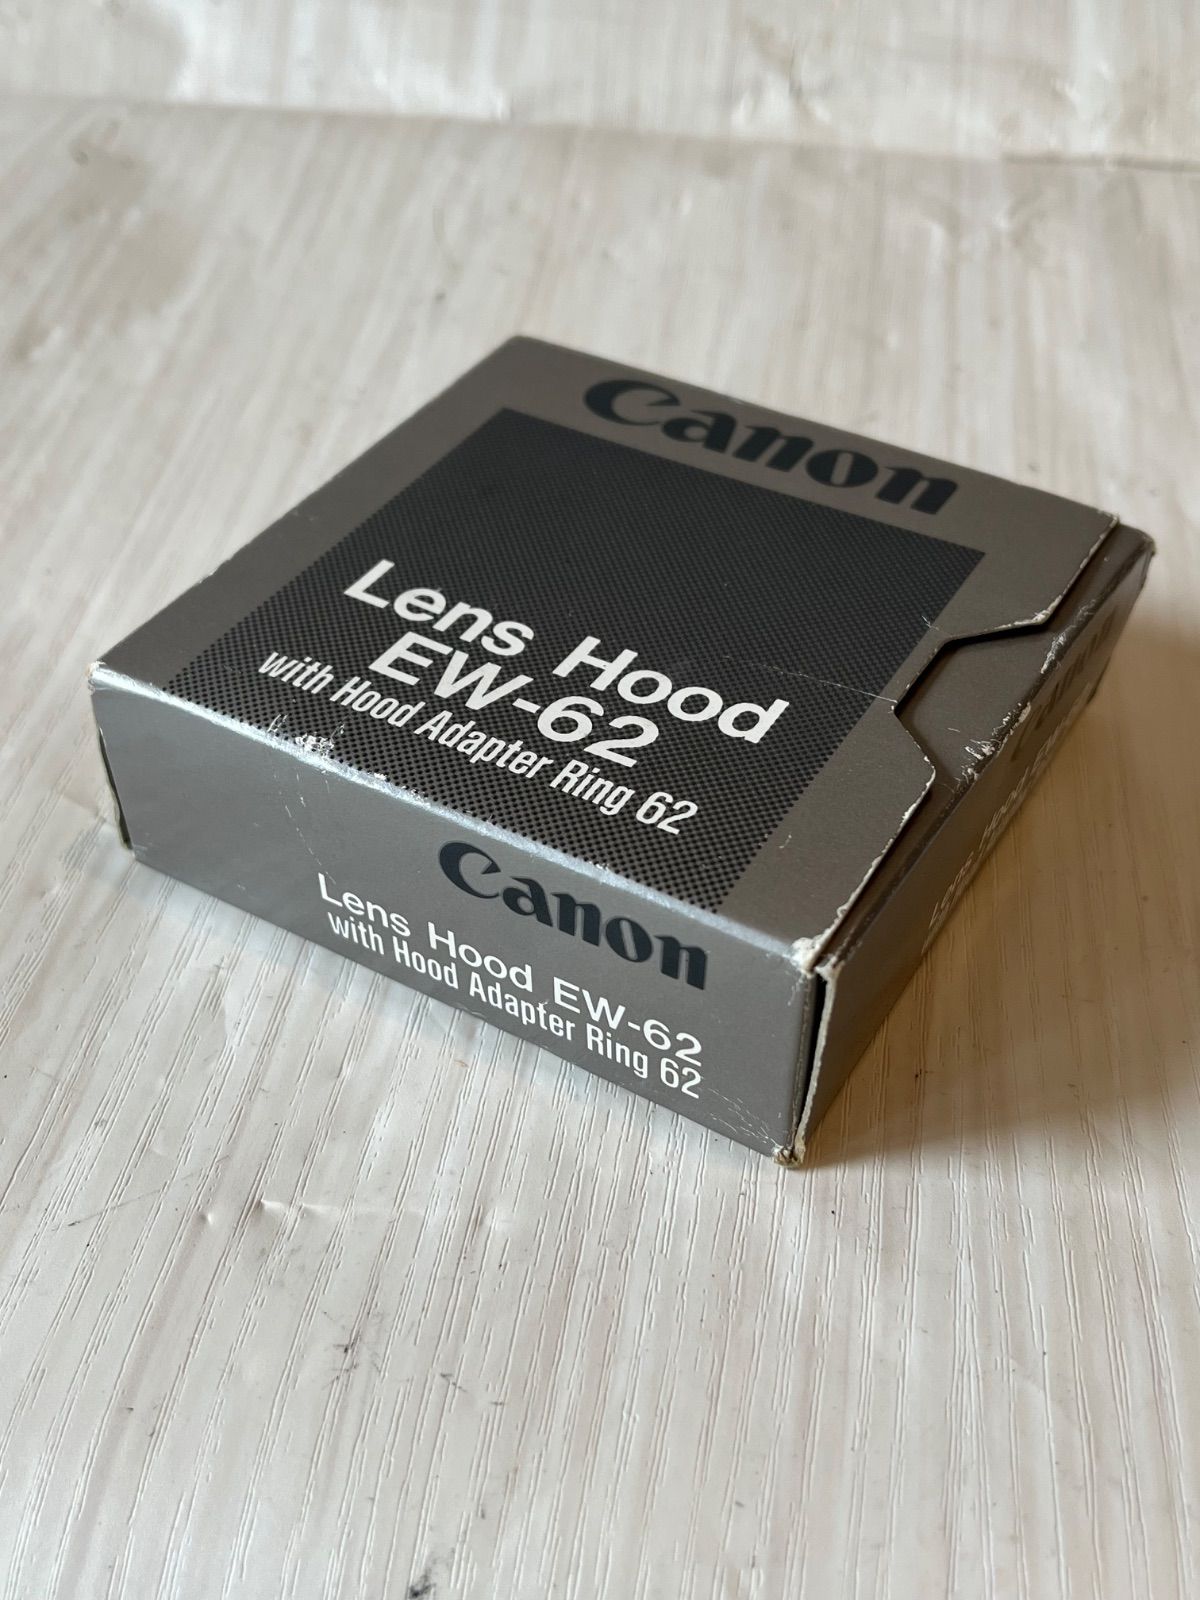 Canon
Lens Hood
EW-62
with Hood Adapter Ring 62
Canon
Lens Hood EW-62
with Hood Adapter Ring 62